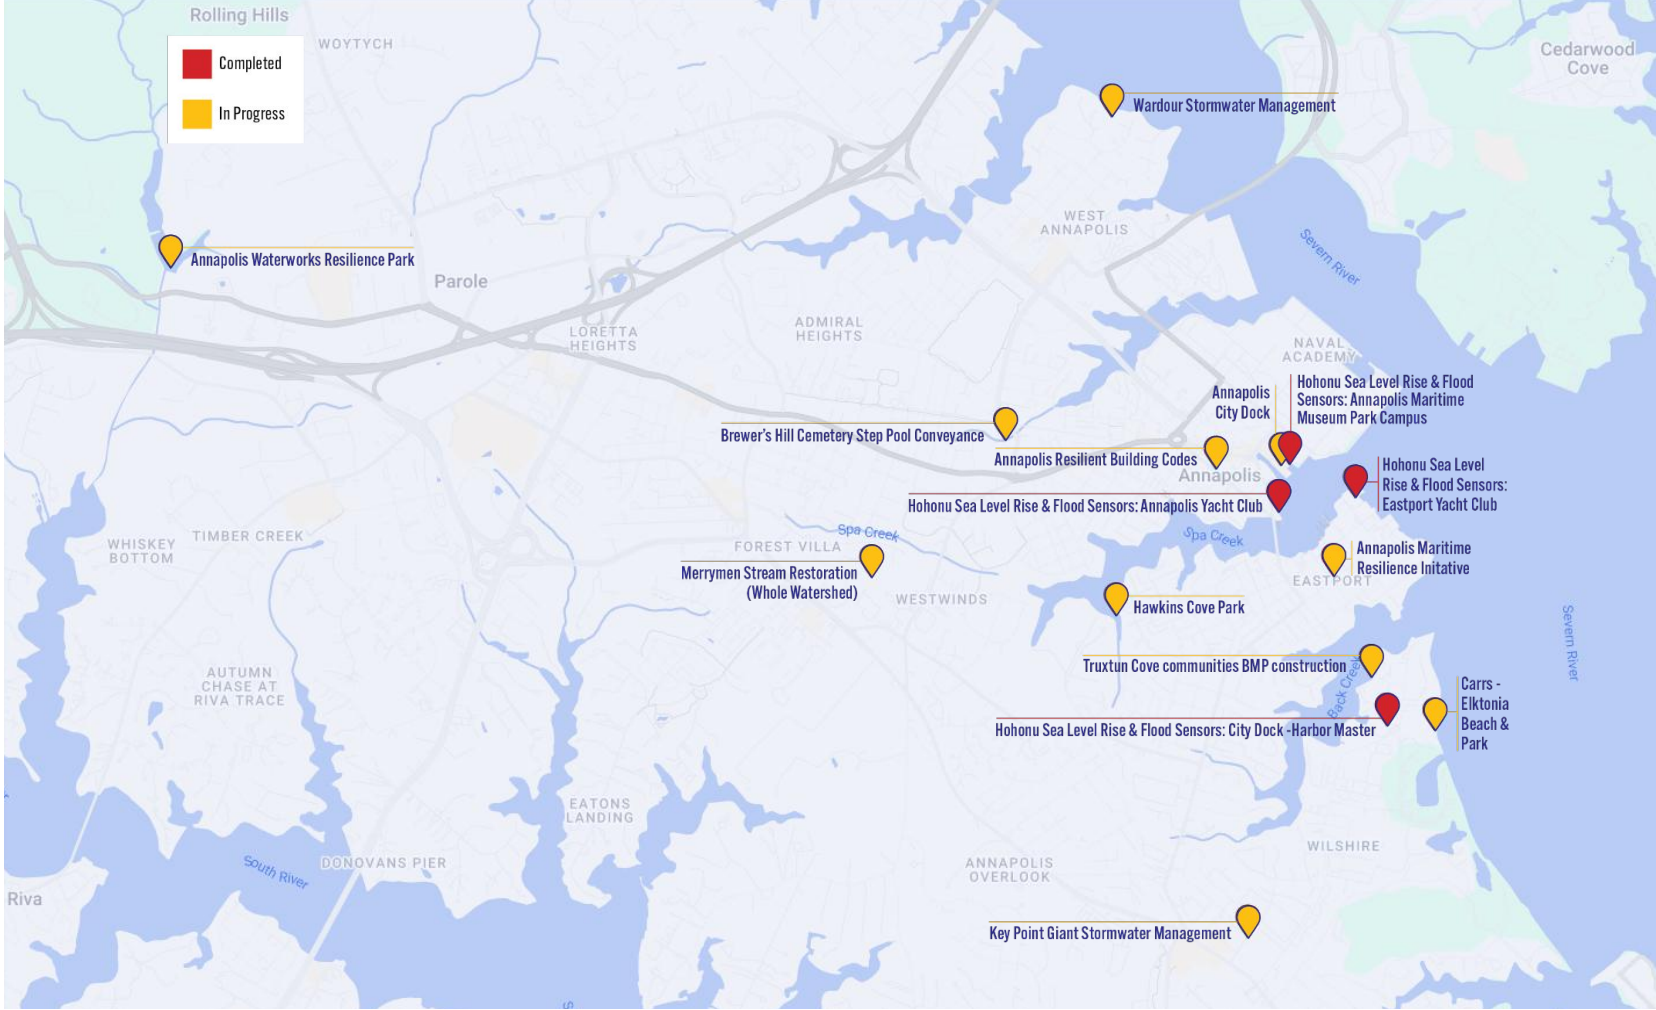 Rolling Hills
WOYTYCH
Cedarwood
Cove
Completed
In Progress
Wardour Stormwater Management
WEST
ANNAPOLIS
Severn River
Annapolis Waterworks Resilience Park
Parole
LORETTA
HEIGHTS
ADMIRAL
HEIGHTS
NAVAL
ACADEMY
Annapolis
City Dock
Hohonu Sea Level Rise & Flood
Sensors: Annapolis Maritime
Museum Park Campus
Brewer's Hill Cemetery Step Pool Conveyance
Annapolis Resilient Building Codes
Annapolis
Hohonu Sea Level
Rise & Flood Sensors:
Eastport Yacht Club
Hohonu Sea Level Rise & Flood Sensors: Annapolis Yacht Club
Spa Creek
Spa Creek
WHISKEY
BOTTOM
TIMBER CREEK
FOREST VILLA
Merrymen Stream Restoration
(Whole Watershed)
WESTWINDS
Annapolis Maritime
Resilience Initative
EASTPORT
Hawkins Cove Park
Severn River
Truxtun Cove communities BMP construction
Back Creek
AUTUMN
CHASE AT
RIVA TRACE
Carrs -
Elktonia
Beach &
Park
Hohonu Sea Level Rise & Flood Sensors: City Dock -Harbor Master
EATONS
LANDING
WILSHIRE
South River
DONOVANS PIER
ANNAPOLIS
OVERLOOK
Riva
Key Point Giant Stormwater Management